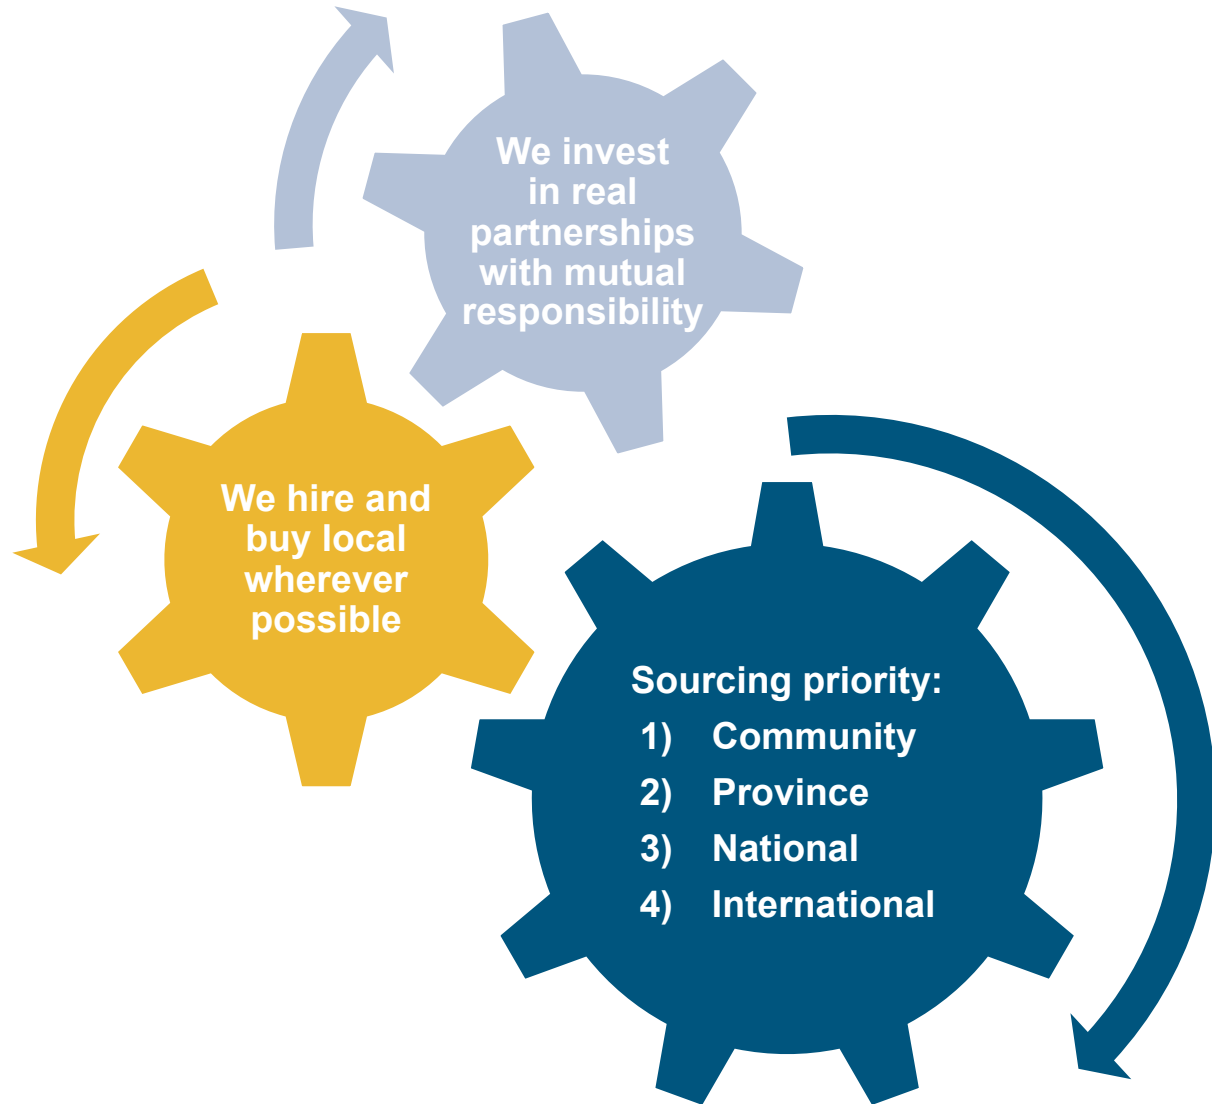 We invest
in real
partnerships
with mutual
responsibility
We hire and
buy local
wherever
possible
Sourcing priority:
1) Community
2) Province
3) National
4) International